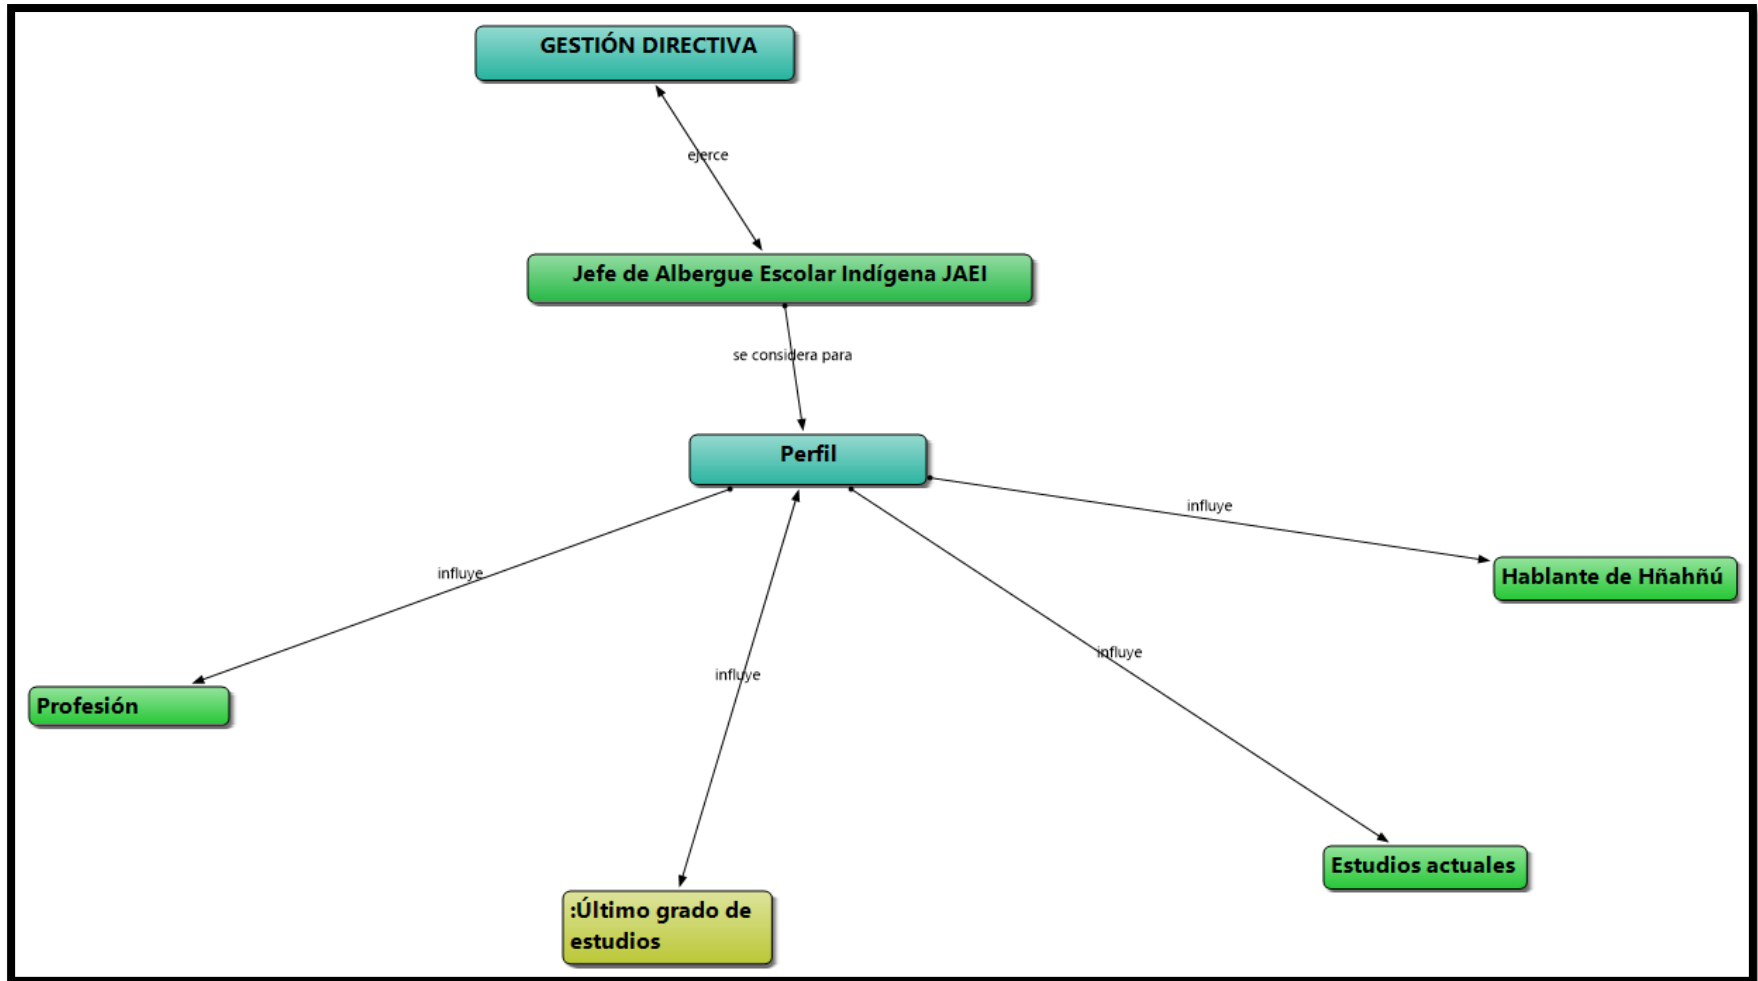 GESTIÓN DIRECTIVA
ejerce
Jefe de Albergue Escolar Indígena JAEI
se considera para
Perfil
influye
Hablante de Hñahñú
influye
influye
influye
Profesión
Estudios actuales
:Último grado de
estudios